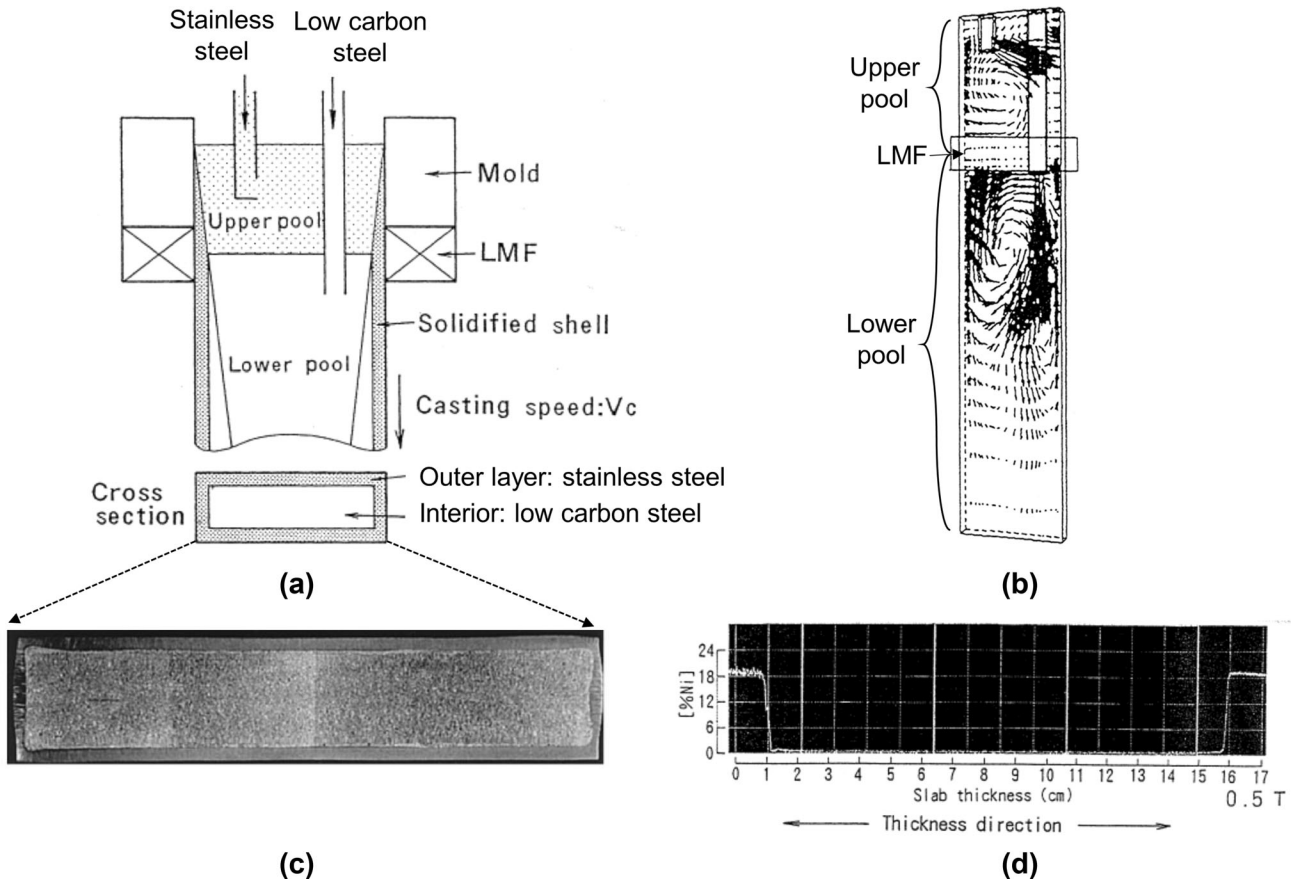 Stainless
steel
Low carbon
steel
Mold
Upper pool
LMF
Solidified shell
Lower pool
Casting speed:Vc
Outer layer: stainless steel
Cross
section
Interior: low carbon steel
(a)
Upper
pool
LMF
Lower
pool
(b)
(c)
[%Ni]
24
18
12
6
0
0 1 2 3 4 5 6 7 8 9 10 11 12 13 14 15 16 17
Slab thickness (cm)
0.5 T
Thickness direction
(d)